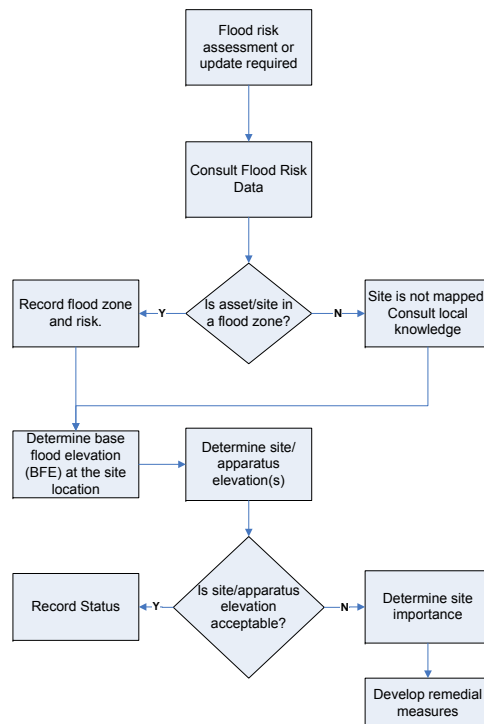 Flood risk
assessment or
update required
Consult Flood Risk
Data
Is asset/site in
a flood zone?
Y
N
Record flood zone
and risk.
Site is not mapped
Consult local
knowledge
Determine base
flood elevation
(BFE) at the site
location
Determine site/
apparatus
elevation(s)
Is site/apparatus
elevation
acceptable?
Y
N
Record Status
Determine site
importance
Develop remedial
measures